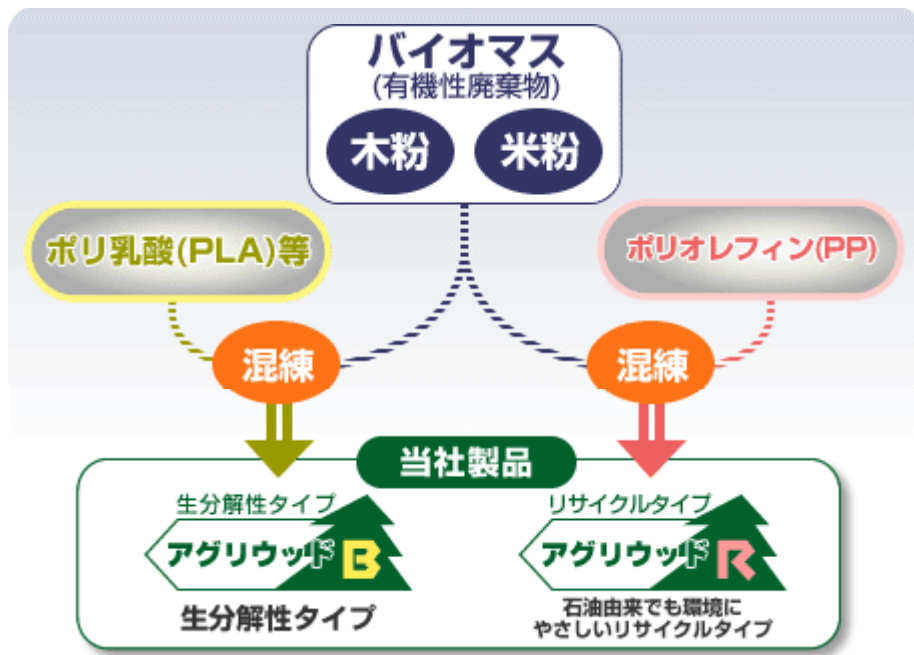 バイオマス
(有機性廃棄物)
木粉 米粉
ポリ乳酸(PLA)等
ポリオレフィン(PP)
混練
混練
当社製品
生分解性タイプ
アグリウッドB
生分解性タイプ
リサイクルタイプ
アグリウッドR
石油由来でも環境に
やさしいリサイクルタイプ